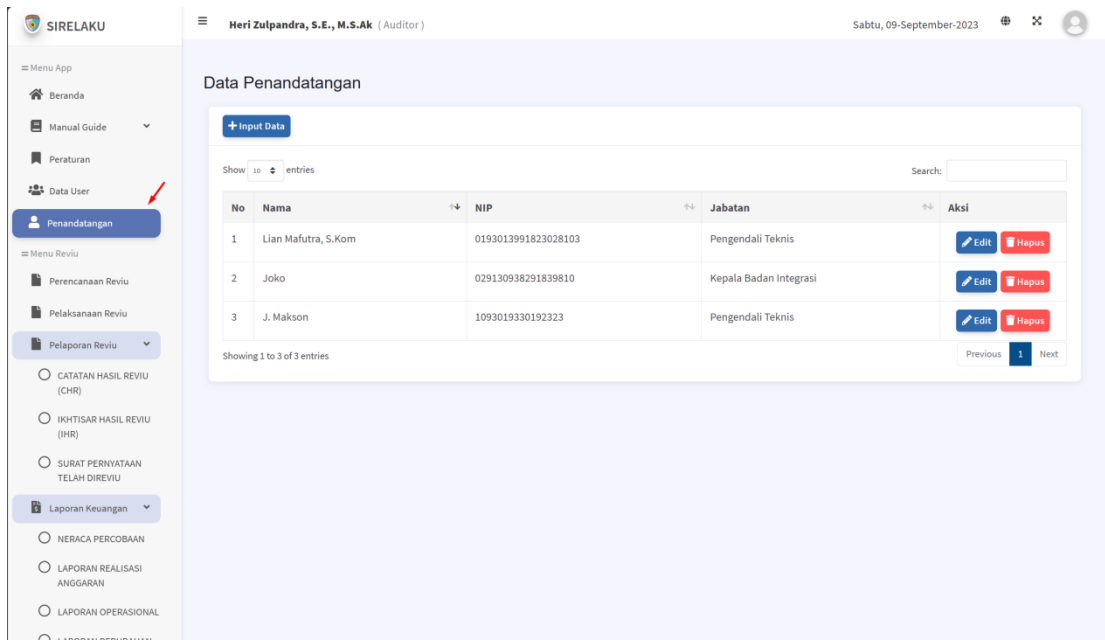 SIRELAKU
Heri Zulpandra, S.E., M.S.Ak ( Auditor )
Sabtu, 09-September-2023
Menu App
Beranda
Manual Guide
Peraturan
Data User
Penandatangan
Menu Reviu
Perencanaan Reviu
Pelaksanaan Reviu
Pelaporan Reviu
CATATAN HASIL REVIU
(CHR)
IKHTISAR HASIL REVIU
(IHR)
SURAT PERNYATAAN
TELAH DIREVIU
Laporan Keuangan
NERACA PERCOBAAN
LAPORAN REALISASI
ANGGARAN
LAPORAN OPERASIONAL
LAPORAN PERUBAHAN
Data Penandatangan
+ Input Data
Show 10 entries
Search:
No Nama NIP Jabatan Aksi
1 Lian Mafutra, S.Kom 0193013991823028103 Pengendali Teknis Edit Hapus
2 Joko 029130938291839810 Kepala Badan Integrasi Edit Hapus
3 J. Makson 1093019330192323 Pengendali Teknis Edit Hapus
Showing 1 to 3 of 3 entries
Previous 1 Next